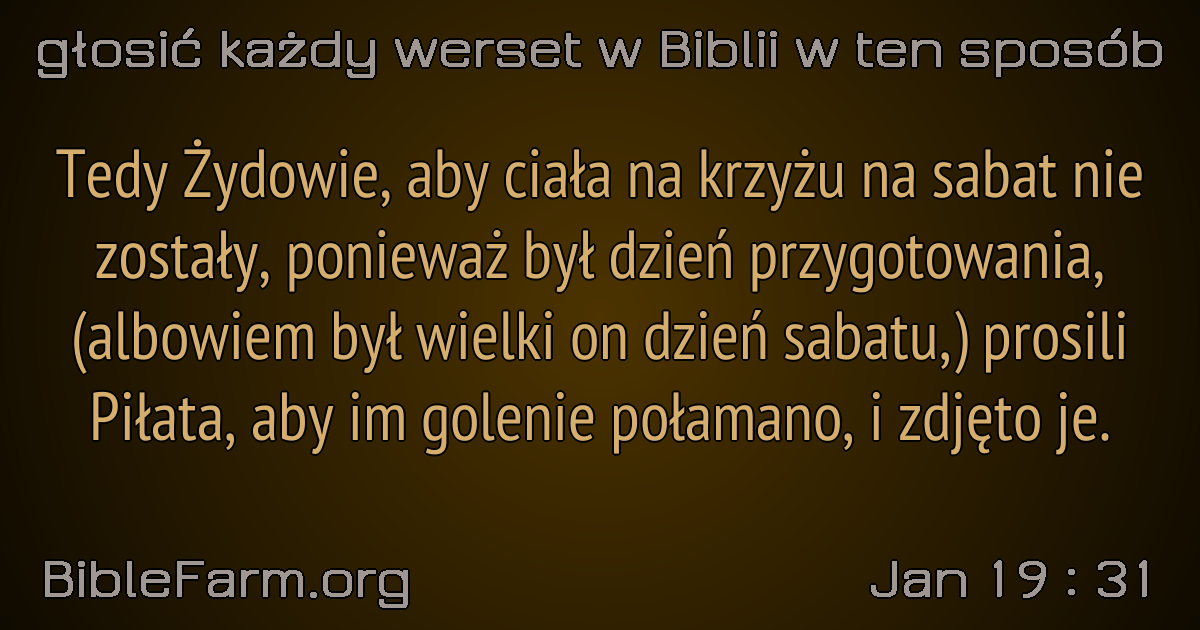 głosić każdy werset w Biblii w ten sposób
Tedy Żydowie, aby ciała na krzyżu na sabat nie
zostały, ponieważ był dzień przygotowania,
(albowiem był wielki on dzień sabatu,) prosili
Piłata, aby im golenie połamano, i zdjęto je.
BibleFarm.org
Jan 19 : 31